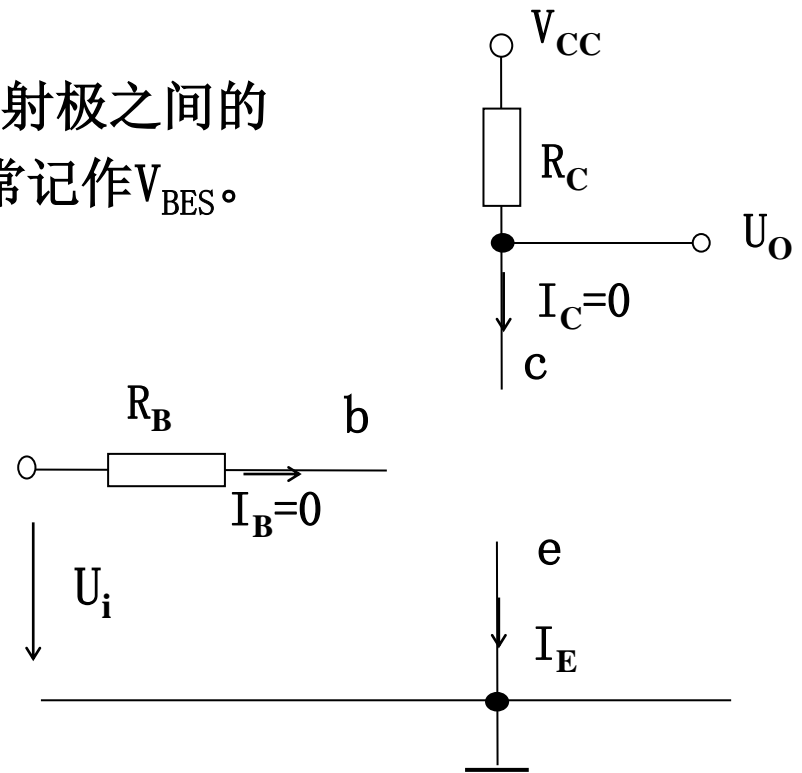 V_CC
射极之间的
常记作V_BES。
R_C
U_O
I_C=0
c
R_B
b
I_B=0
e
U_i
I_E